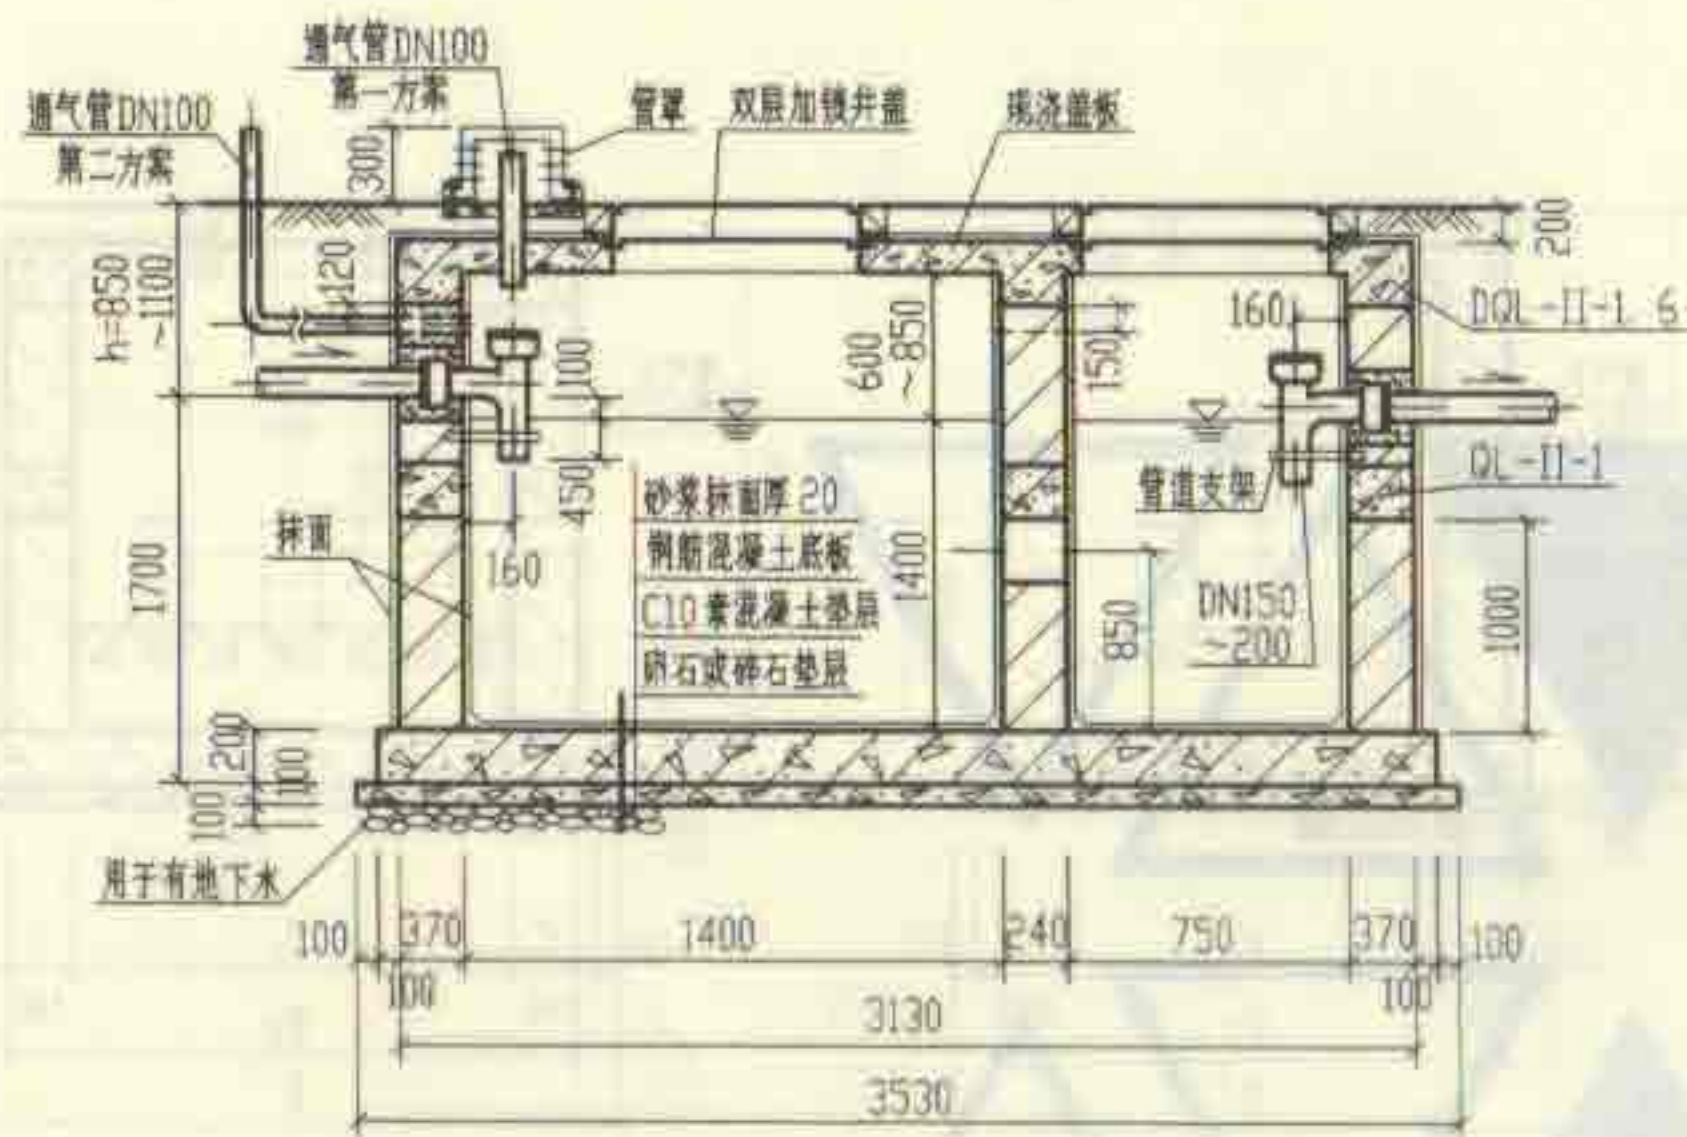 通气管DN100
第一方案
通气管DN100
第二方案
管罩
双层加锁井盖
现浇盖板
300
200
h=850
~1100
120
DQL-II-1
160
600
~850
150
100
450
160
1700
抹面
砂浆抹面厚20
钢筋混凝土底板
C10素混凝土垫层
卵石或碎石垫层
1400
管道支架
QL-II-1
850
DN150
~200
1000
200
100
100
用于有地下水
100
370
1400
240
750
370
100
100
100
3130
3530